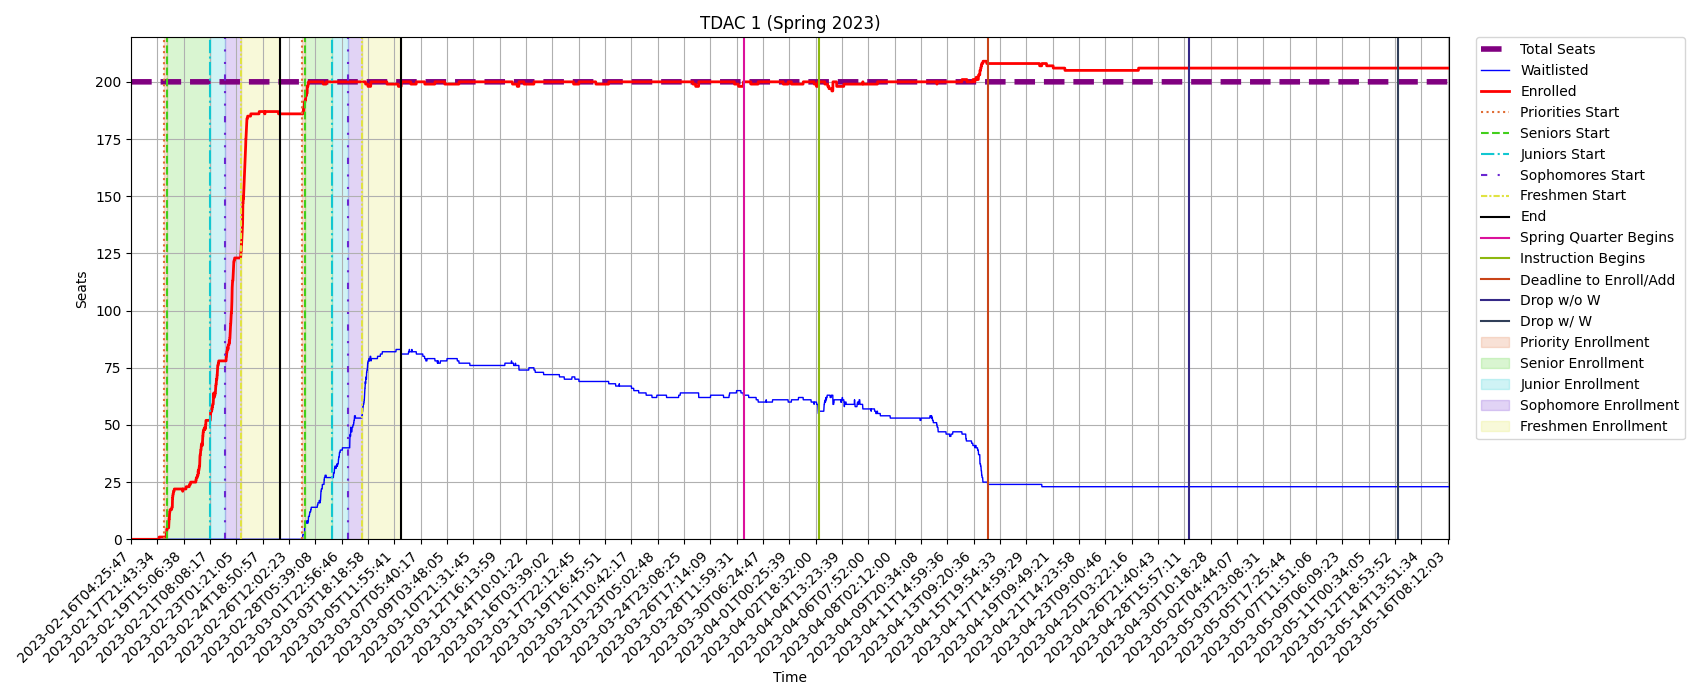 TDAC 1 (Spring 2023)
Seats
200
175
150
125
100
75
50
25
0
2023-02-16T04:25:47
2023-02-17T21:43:34
2023-02-19T15:06:38
2023-02-21T08:08:17
2023-02-23T01:21:05
2023-02-24T18:50:57
2023-02-26T12:02:23
2023-02-28T05:39:08
2023-03-01T22:56:46
2023-03-03T18:18:58
2023-03-05T11:55:41
2023-03-07T05:40:17
2023-03-09T03:48:05
2023-03-10T21:31:45
2023-03-12T16:13:59
2023-03-14T10:01:22
2023-03-16T03:39:02
2023-03-17T22:12:45
2023-03-19T16:45:51
2023-03-21T10:42:17
2023-03-23T05:02:48
2023-03-24T23:08:25
2023-03-26T17:14:09
2023-03-28T11:59:31
2023-03-30T06:24:47
2023-04-01T00:25:39
2023-04-02T18:32:00
2023-04-04T13:23:39
2023-04-06T07:52:00
2023-04-08T02:12:00
2023-04-09T20:34:08
2023-04-11T14:59:36
2023-04-13T09:20:36
2023-04-15T19:54:33
2023-04-17T14:59:29
2023-04-19T09:49:21
2023-04-21T14:23:58
2023-04-23T09:00:46
2023-04-25T03:22:16
2023-04-26T21:40:43
2023-04-28T15:57:11
2023-04-30T10:18:28
2023-05-02T04:44:07
2023-05-03T23:08:31
2023-05-05T17:25:44
2023-05-07T11:51:06
2023-05-09T06:09:23
2023-05-11T00:34:05
2023-05-12T18:53:52
2023-05-14T13:51:34
2023-05-16T08:12:03
Time
Total Seats
Waitlisted
Enrolled
Priorities Start
Seniors Start
Juniors Start
Sophomores Start
Freshmen Start
End
Spring Quarter Begins
Instruction Begins
Deadline to Enroll/Add
Drop w/o W
Drop w/ W
Priority Enrollment
Senior Enrollment
Junior Enrollment
Sophomore Enrollment
Freshmen Enrollment